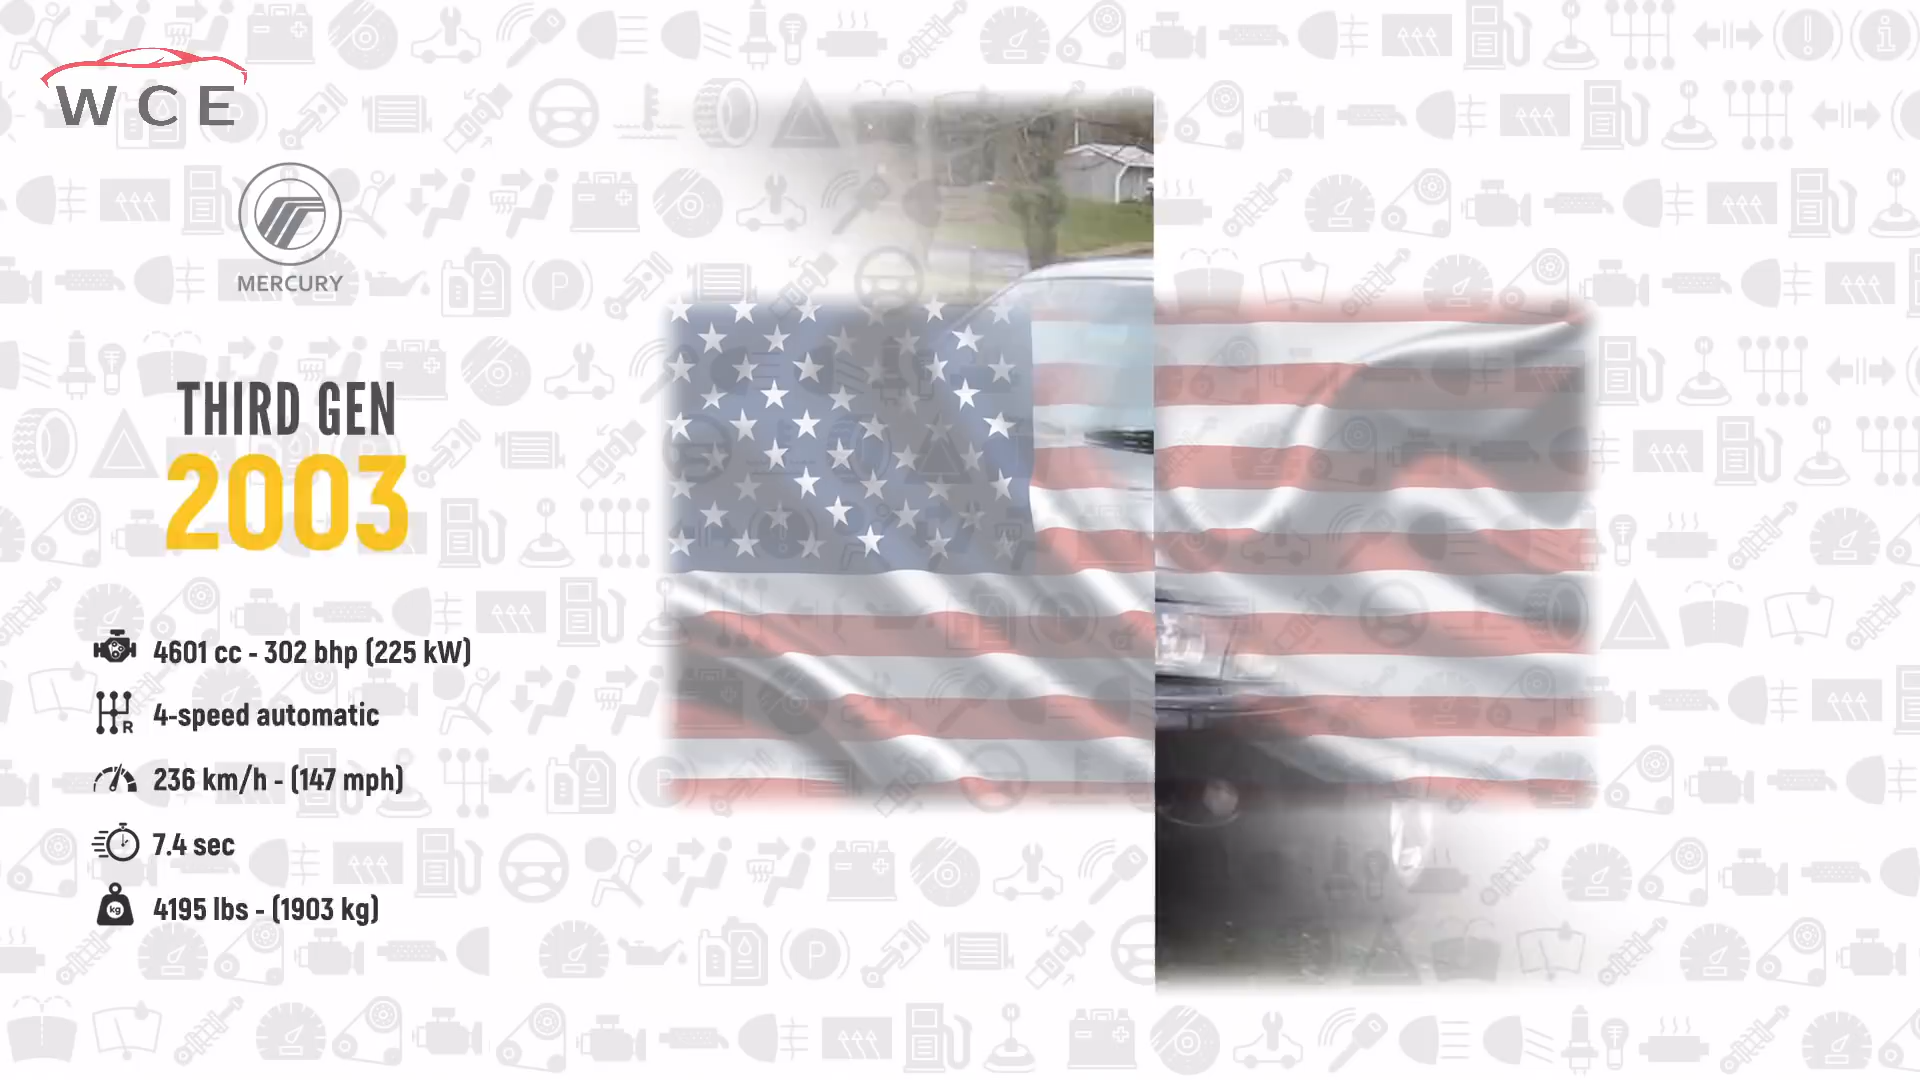 WCE
MERCURY
THIRD GEN
2003
4601 cc - 302 bhp (225 kW)
4-speed automatic
236 km/h - (147 mph)
7.4 sec
4195 lbs - (1903 kg)